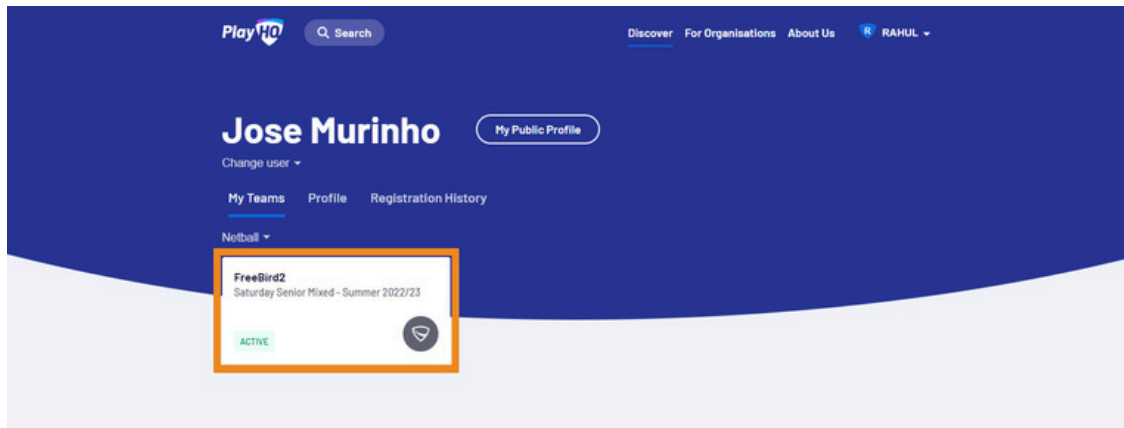 PlayHQ Search Discover For Organisations About Us R RAHUL
Jose Murinho My Public Profile
Change user
My Teams Profile Registration History
Netball
FreeBird2
Saturday Senior Mixed - Summer 2022/23
ACTIVE